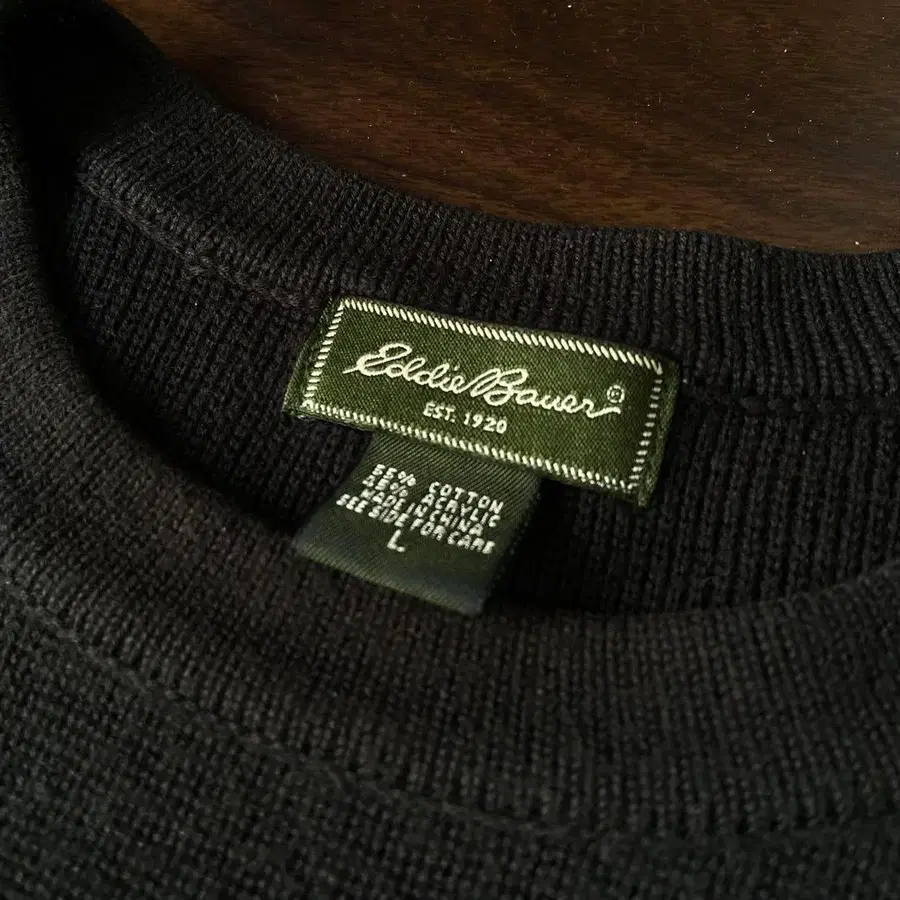 Eddie Bauer®
EST. 1920
55% COTTON
45% ACRYLIC
MADE IN CHINA
SEE SIDE FOR CARE
L